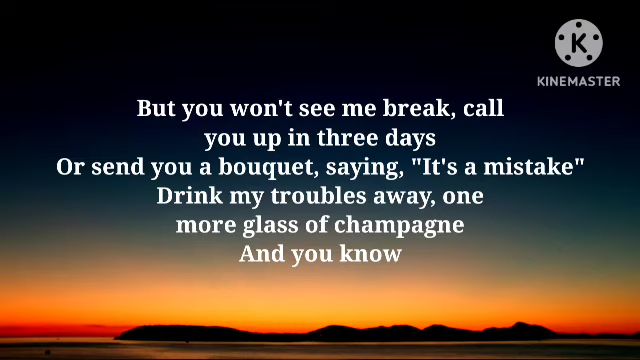 K
KINEMASTER
But you won't see me break, call
you up in three days
Or send you a bouquet, saying, "It's a mistake"
Drink my troubles away, one
more glass of champagne
And you know